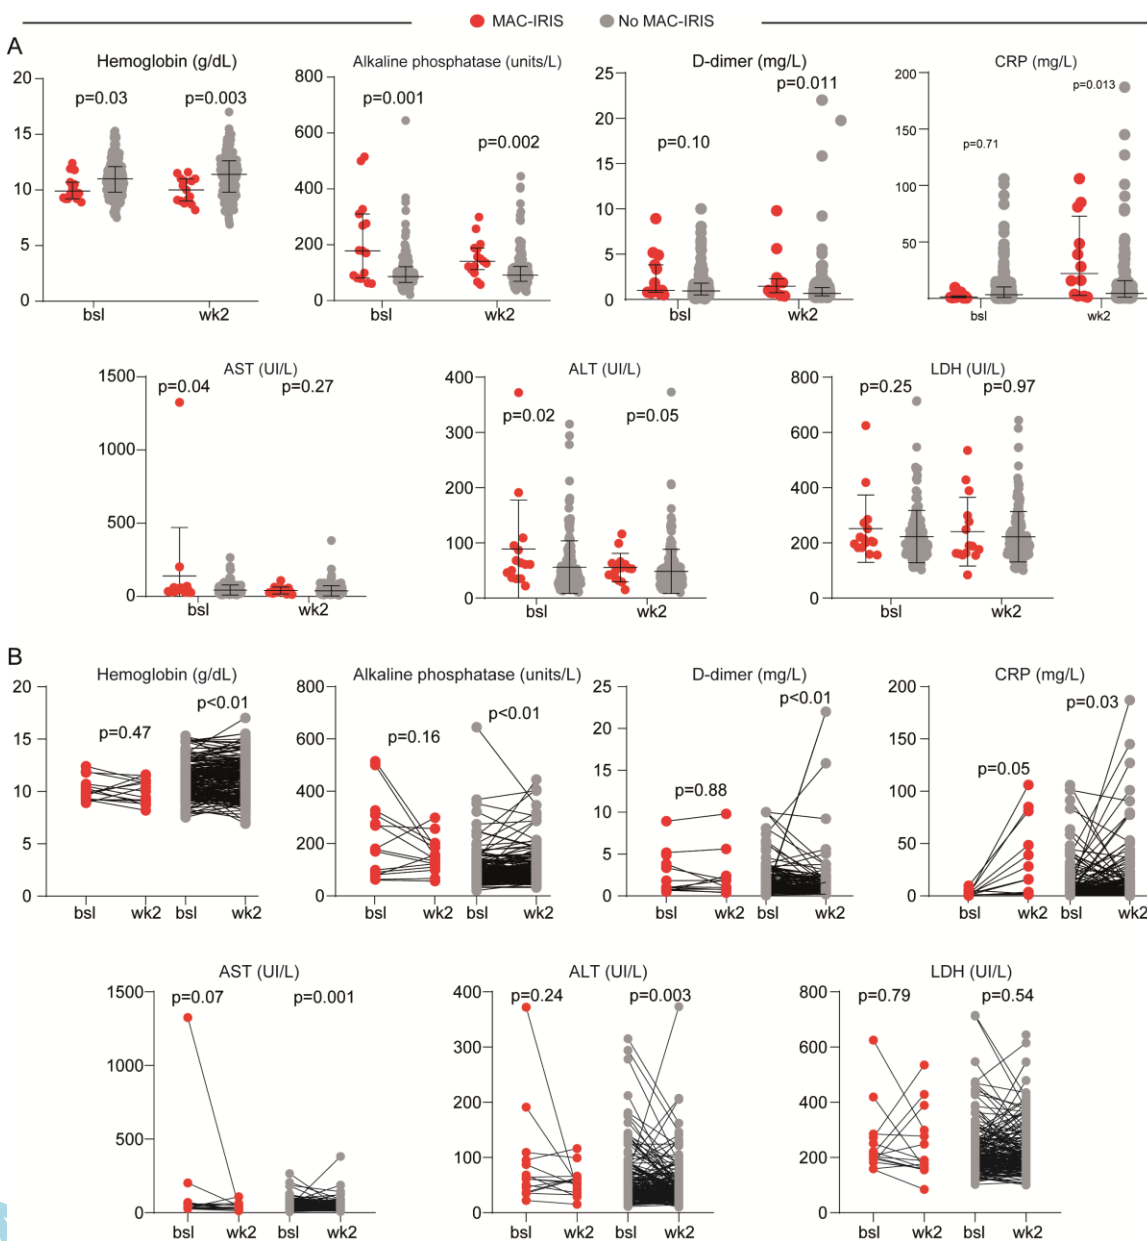 MAC-IRIS No MAC-IRIS
A
Hemoglobin (g/dL) Alkaline phosphatase (units/L) D-dimer (mg/L) CRP (mg/L)
20 800 25 200
p=0.03 p=0.003 p=0.001 p=0.002 p=0.10 p=0.011 p=0.71 p=0.013
15 600 20 150
10 400 15 100
5 200 10 50
0 0 5
0
bsl wk2 bsl wk2 bsl wk2 bsl wk2
AST (UI/L) ALT (UI/L) LDH (UI/L)
1500 400 800
p=0.04 p=0.27 p=0.02 p=0.05 p=0.25 p=0.97
1000 300 600
500 200 400
0 100 200
0 0
bsl wk2 bsl wk2 bsl wk2
B
Hemoglobin (g/dL) Alkaline phosphatase (units/L) D-dimer (mg/L) CRP (mg/L)
20 800 25 200
p=0.47 p<0.01 p=0.16 p<0.01 p=0.88 p<0.01 p=0.05 p=0.03
15 600 20 150
10 400 15 100
5 200 10 50
0 0 5 0
0
bsl wk2 bsl wk2 bsl wk2 bsl wk2 bsl wk2 bsl wk2 bsl wk2 bsl wk2
AST (UI/L) ALT (UI/L) LDH (UI/L)
1500 400 800
p=0.07 p=0.001 p=0.24 p=0.003 p=0.79 p=0.54
1000 300 600
500 200 400
0 100 200
0 0
bsl wk2 bsl wk2 bsl wk2 bsl wk2 bsl wk2 bsl wk2